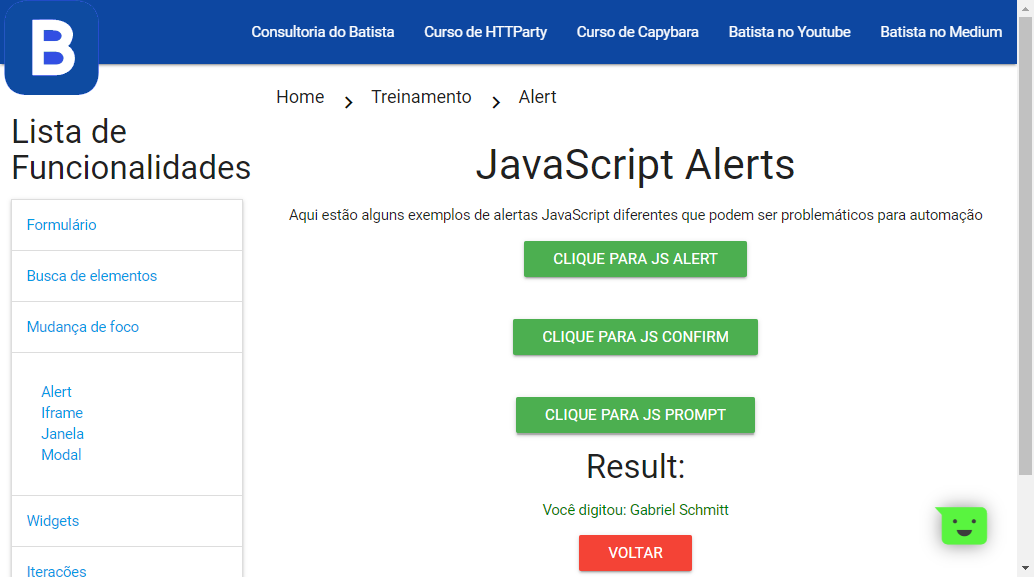 B
Consultoria do Batista
Curso de HTTParty
Curso de Capybara
Batista no Youtube
Batista no Medium
Home
Treinamento
Alert
Lista de
Funcionalidades
Formulário
Busca de elementos
Mudança de foco
Alert
Iframe
Janela
Modal
Widgets
Iterações
JavaScript Alerts
Aqui estão alguns exemplos de alertas JavaScript diferentes que podem ser problemáticos para automação
CLIQUE PARA JS ALERT
CLIQUE PARA JS CONFIRM
CLIQUE PARA JS PROMPT
Result:
Você digitou: Gabriel Schmitt
VOLTAR